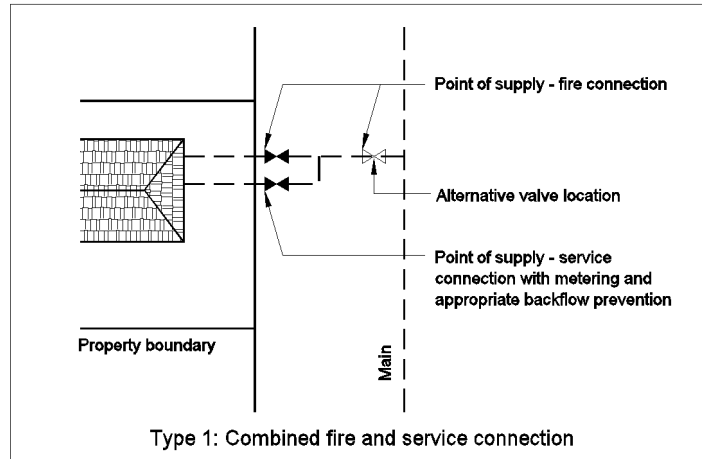 Point of supply - fire connection
Alternative valve location
Point of supply - service
connection with metering and
appropriate backflow prevention
Property boundary
Main
Type 1: Combined fire and service connection